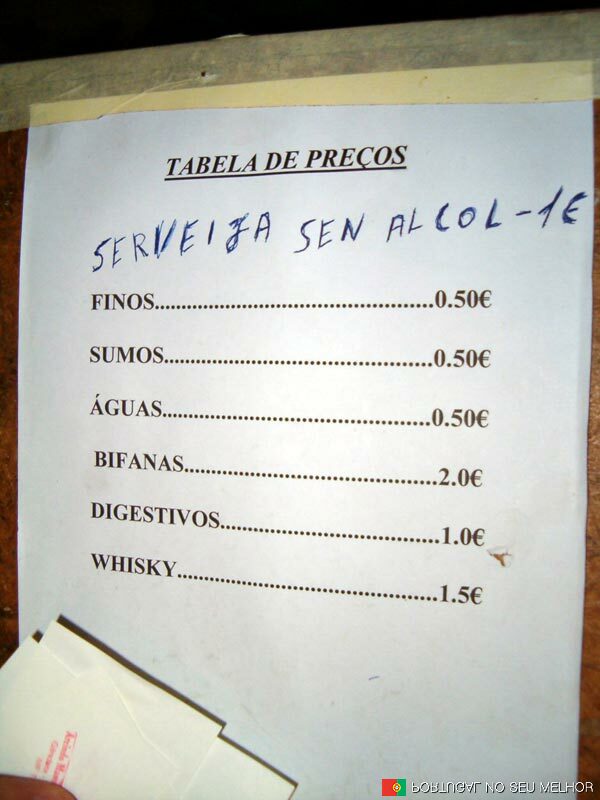 TABELA DE PREÇOS
SERVEIJA SEN ALCOL-1€
FINOS.................................................0.50€
SUMOS...............................................0.50€
ÁGUAS................................................0.50€
BIFANAS.............................................2.0€
DIGESTIVOS.......................................1.0€
WHISKY..............................................1.5€
PORTUGAL NO SEU MELHOR